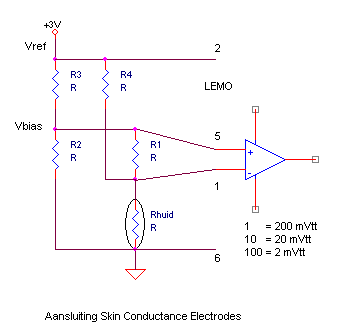 +3V
Vref
2
R3
R
R4
R
LEMO
Vbias
5
+
R2
R
R1
R
-
1
Rhuid
R
1 = 200 mVtt
10 = 20 mVtt
100 = 2 mVtt
6
Aansluiting Skin Conductance Electrodes